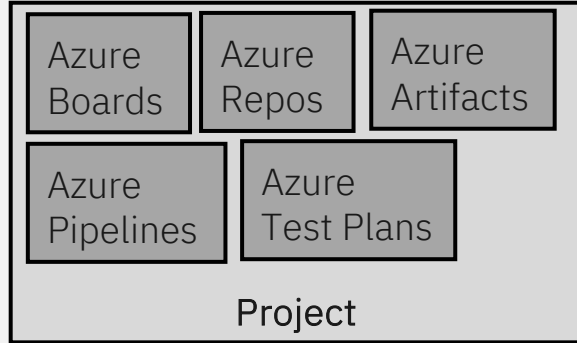 Azure
Boards
Azure
Repos
Azure
Artifacts
Azure
Pipelines
Azure
Test Plans
Project